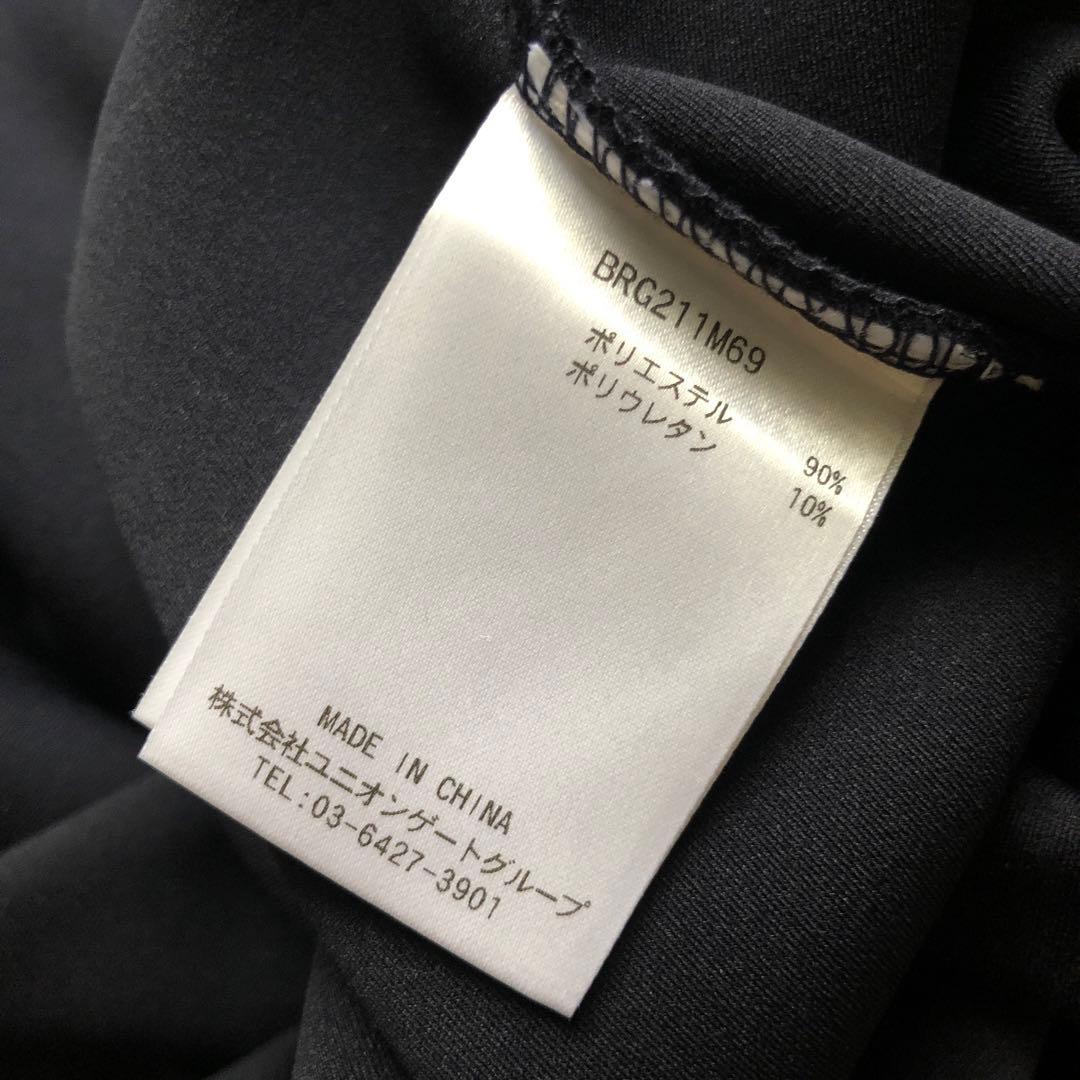 BRG211M69
ポリエステル 90%
ポリウレタン 10%
MADE IN CHINA
株式会社ユニオンゲートグループ
TEL:03-6427-3901